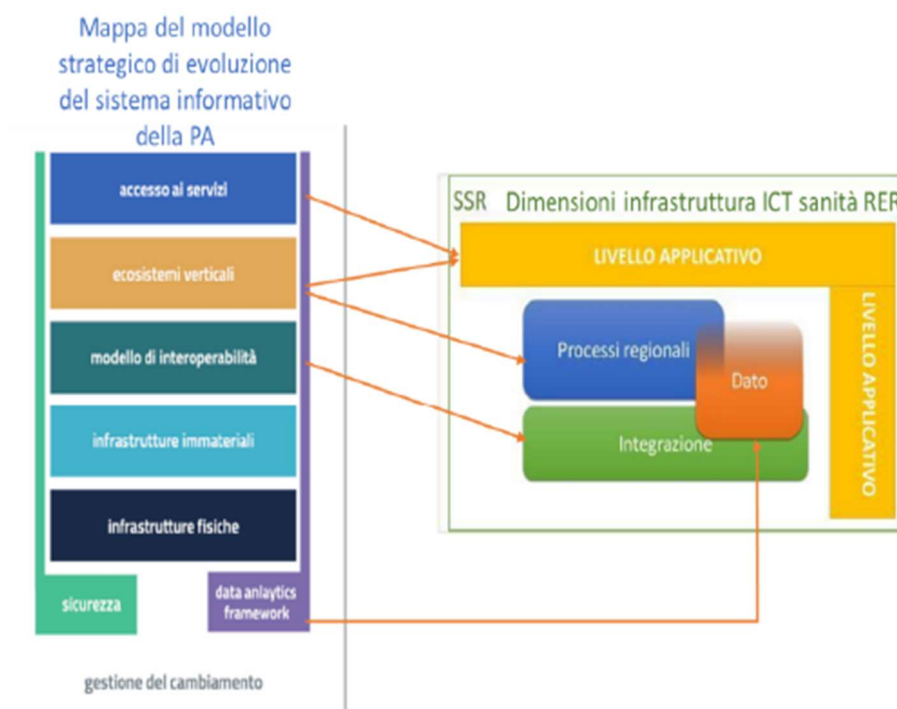 Mappa del modello
strategico di evoluzione
del sistema informativo
della PA
accesso ai servizi
ecosistemi verticali
modello di interoperabilità
infrastrutture immateriali
infrastrutture fisiche
sicurezza
data anlaytics
framework
gestione del cambiamento
SSR Dimensioni infrastruttura ICT sanità RER
LIVELLO APPLICATIVO
Processi regionali
Dato
Integrazione
LIVELLO APPLICATIVO